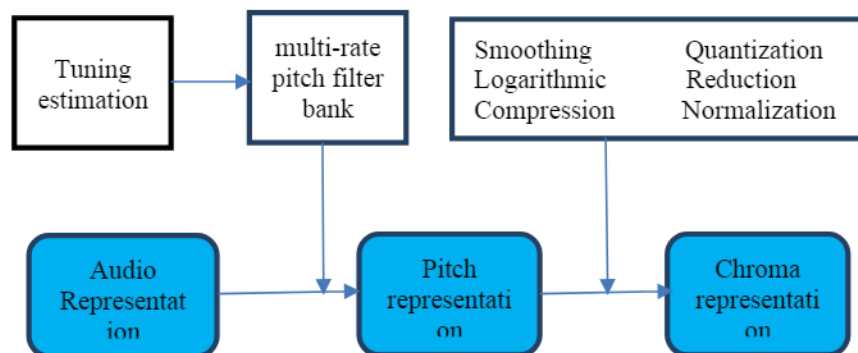 Tuning
estimation
multi-rate
pitch filter
bank
Smoothing Quantization
Logarithmic Reduction
Compression Normalization
Audio
Representat
ion
Pitch
representati
on
Chroma
representati
on